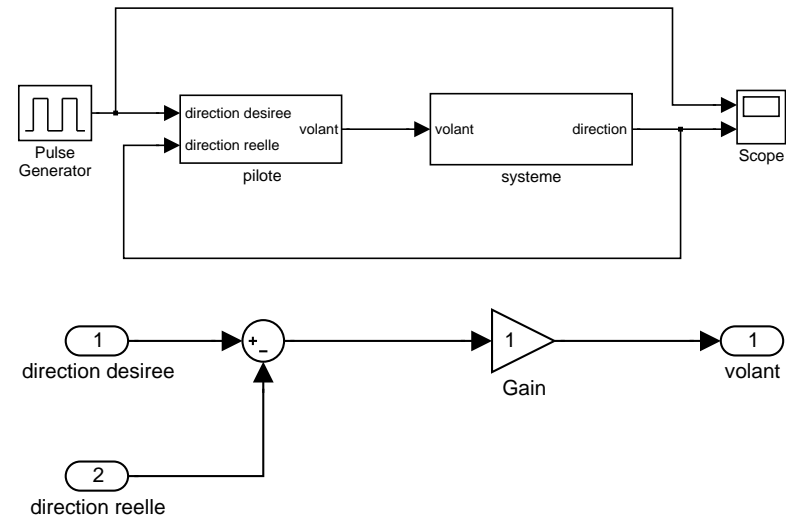 direction desiree
direction reelle
volant
pilote
volant
direction
systeme
Pulse
Generator
Scope
1
direction desiree
+
−
1
Gain
1
volant
2
direction reelle